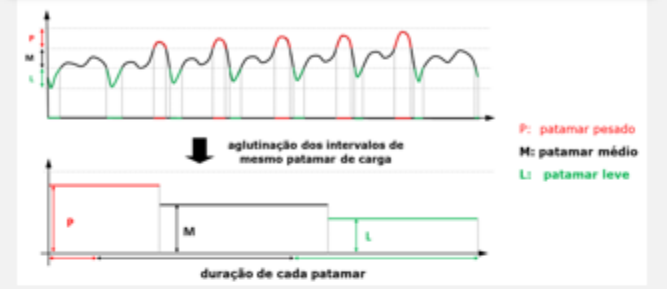 P
M
L
P: patamar pesado
M: patamar médio
L: patamar leve
aglutinação dos intervalos de
mesmo patamar de carga
P
M
L
duração de cada patamar